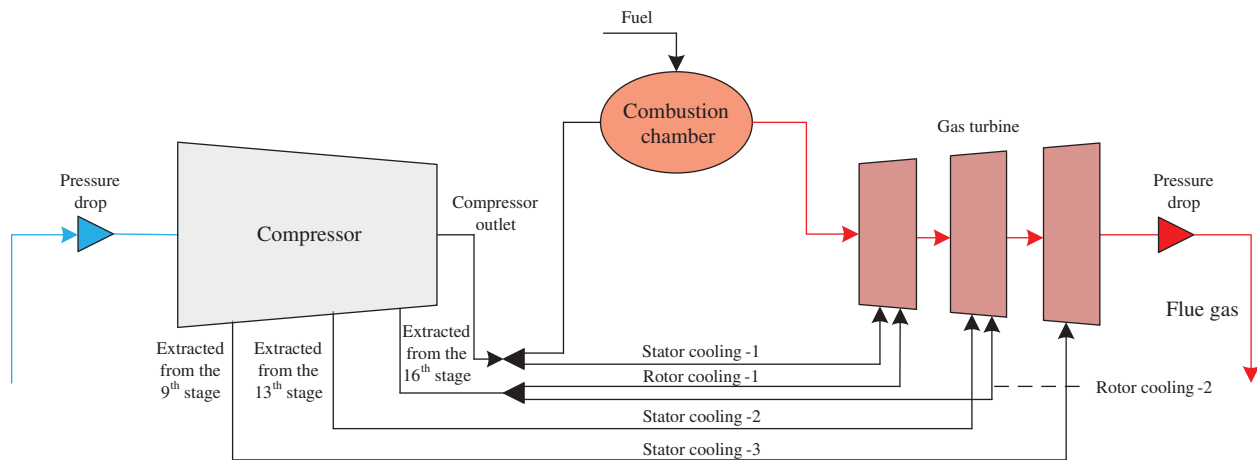 Fuel
Combustion
chamber
Gas turbine
Pressure
drop
Compressor
Compressor
outlet
Pressure
drop
Flue gas
Extracted
from the
9th stage
Extracted
from the
13th stage
Extracted
from the
16th stage
Stator cooling -1
Rotor cooling -1
Rotor cooling -2
Stator cooling -2
Stator cooling -3